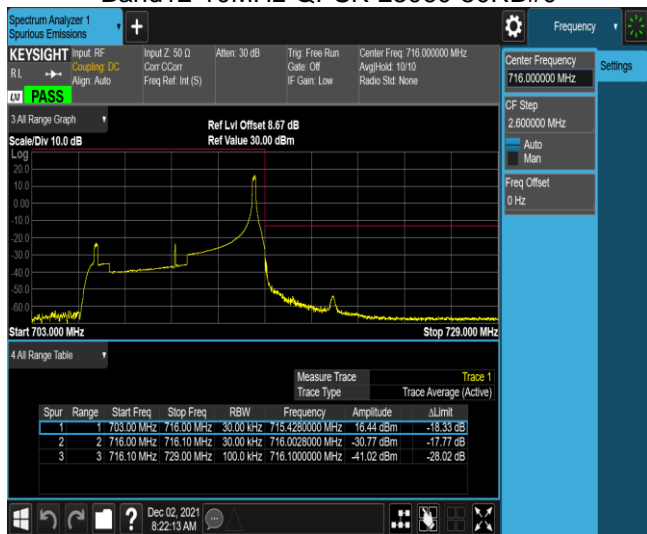 Spectrum Analyzer 1
Spurious Emissions
+
Frequency
KEYSIGHT Input: RF Input Z: 50 Ω Atten: 30 dB Trig: Free Run Center Freq: 716.000000 MHz
RL Coupling: DC Corr CCorr Gate: Off Avg|Hold: 10/10
Align: Auto Freq Ref: Int (S) IF Gain: Low Radio Std: None
LXI PASS
Center Frequency
716.000000 MHz
Settings
CF Step
2.600000 MHz
Auto
Man
Freq Offset
0 Hz
3 All Range Graph
Ref Lvl Offset 8.67 dB
Scale/Div 10.0 dB Ref Value 30.00 dBm
Log
20.0
10.0
0.00
-10.0
-20.0
-30.0
-40.0
-50.0
-60.0
Start 703.000 MHz Stop 729.000 MHz
4 All Range Table
Measure Trace Trace 1
Trace Type Trace Average (Active)
Spur Range Start Freq Stop Freq RBW Frequency Amplitude ΔLimit
1 1 703.00 MHz 716.00 MHz 30.00 kHz 715.4280000 MHz 16.44 dBm -18.33 dB
2 2 716.00 MHz 716.10 MHz 30.00 kHz 716.0028000 MHz -30.77 dBm -17.77 dB
3 3 716.10 MHz 729.00 MHz 100.0 kHz 716.1000000 MHz -41.02 dBm -28.02 dB
? Dec 02, 2021
8:22:13 AM